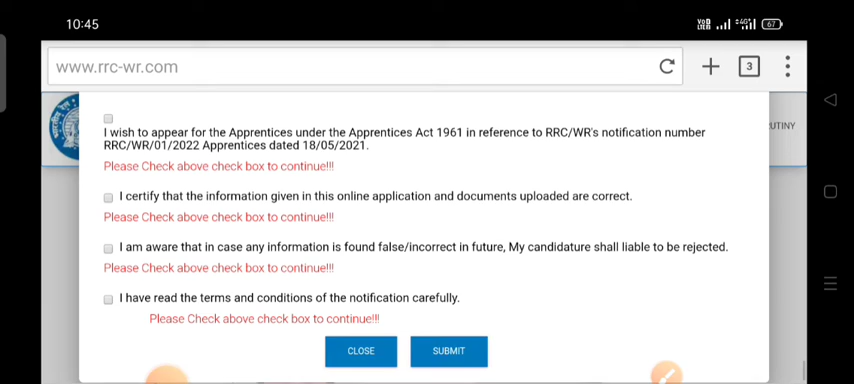 10:45
VoD LTE 4G 67
www.rrc-wr.com
3
UTINY
I wish to appear for the Apprentices under the Apprentices Act 1961 in reference to RRC/WR's notification number
RRC/WR/01/2022 Apprentices dated 18/05/2021.
Please Check above check box to continue!!!
I certify that the information given in this online application and documents uploaded are correct.
Please Check above check box to continue!!!
I am aware that in case any information is found false/incorrect in future, My candidature shall liable to be rejected.
Please Check above check box to continue!!!
I have read the terms and conditions of the notification carefully.
Please Check above check box to continue!!!
CLOSE SUBMIT